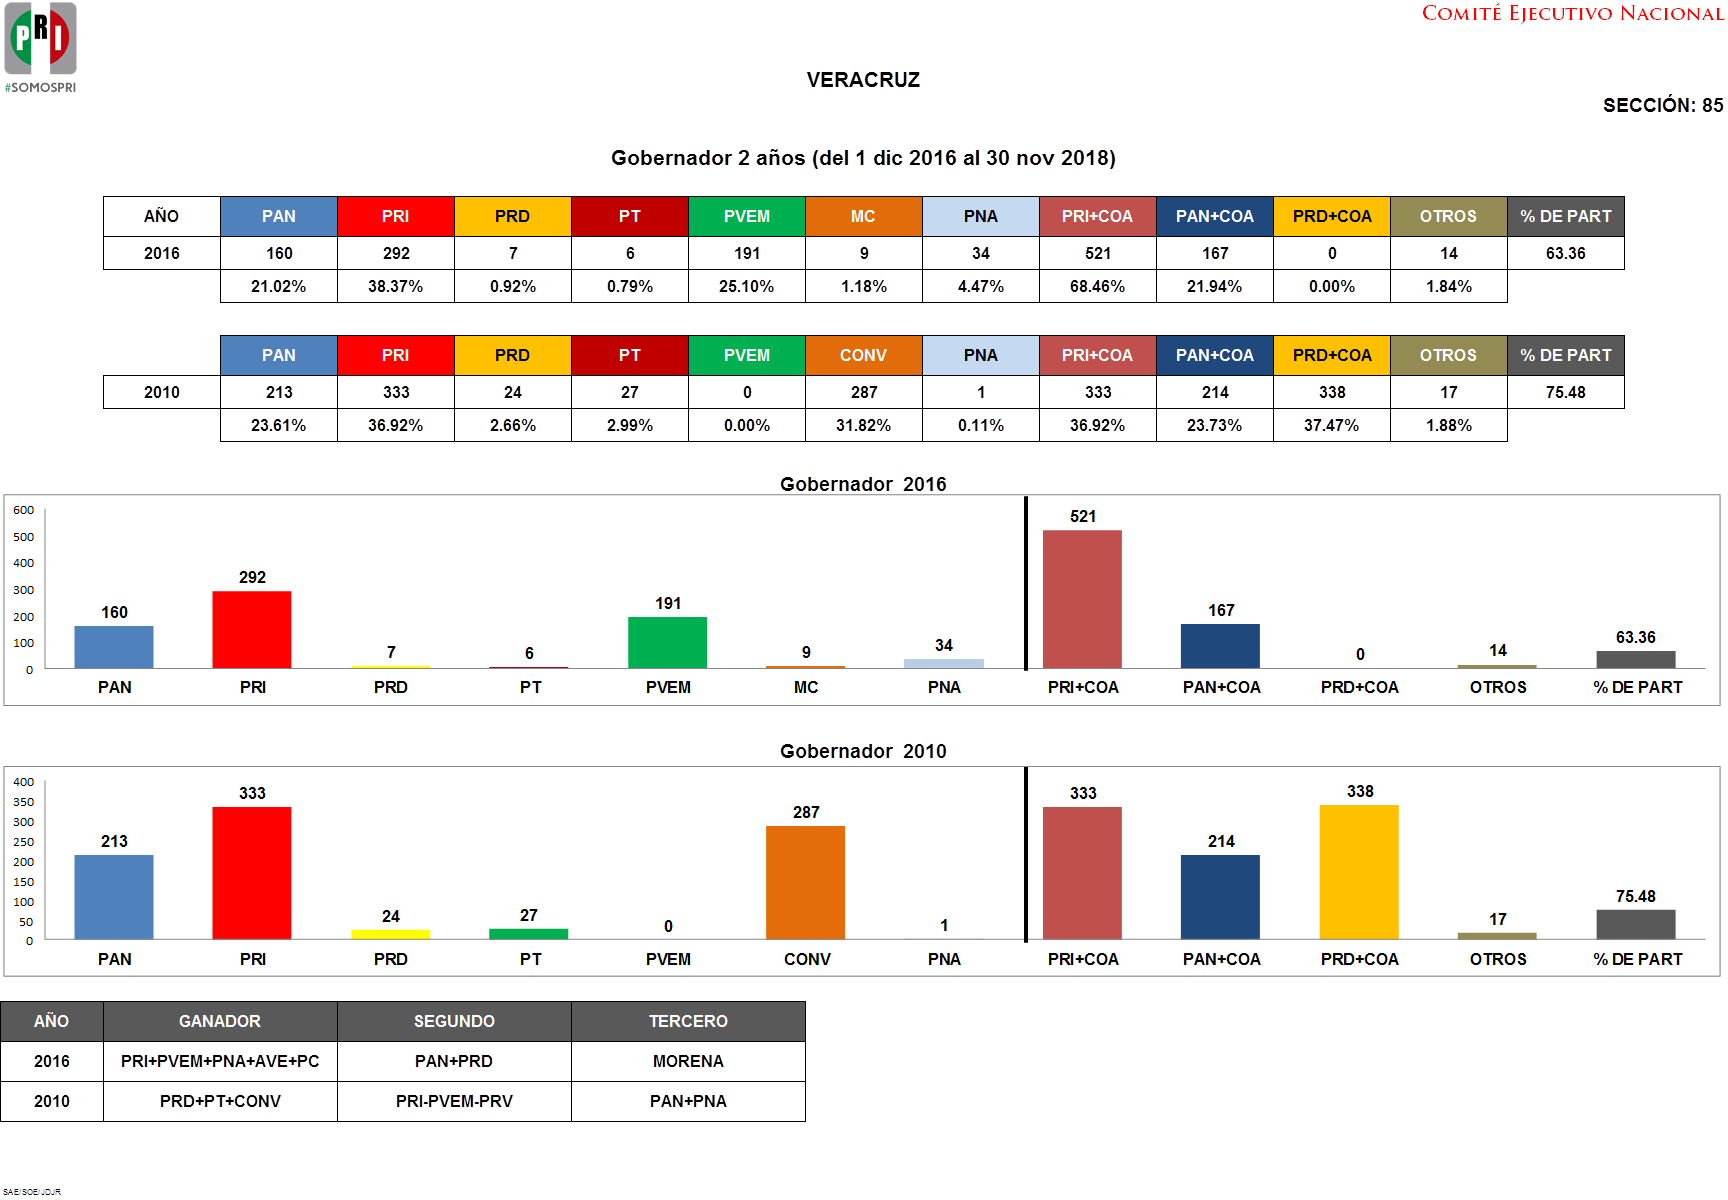 COMITÉ EJECUTIVO NACIONAL
PRI
#SOMOSPRI
VERACRUZ
SECCIÓN: 85
Gobernador 2 años (del 1 dic 2016 al 30 nov 2018)
AÑO PAN PRI PRD PT PVEM MC PNA PRI+COA PAN+COA PRD+COA OTROS % DE PART
2016 160 292 7 6 191 9 34 521 167 0 14 63.36
21.02% 38.37% 0.92% 0.79% 25.10% 1.18% 4.47% 68.46% 21.94% 0.00% 1.84%
PAN PRI PRD PT PVEM CONV PNA PRI+COA PAN+COA PRD+COA OTROS % DE PART
2010 213 333 24 27 0 287 1 333 214 338 17 75.48
23.61% 36.92% 2.66% 2.99% 0.00% 31.82% 0.11% 36.92% 23.73% 37.47% 1.88%
Gobernador 2016
600
500
400
300
200
100
0
160 292 7 6 191 9 34 521 167 0 14 63.36
PAN PRI PRD PT PVEM MC PNA PRI+COA PAN+COA PRD+COA OTROS % DE PART
Gobernador 2010
400
350
300
250
200
150
100
50
0
213 333 24 27 0 287 1 333 214 338 17 75.48
PAN PRI PRD PT PVEM CONV PNA PRI+COA PAN+COA PRD+COA OTROS % DE PART
AÑO GANADOR SEGUNDO TERCERO
2016 PRI+PVEM+PNA+AVE+PC PAN+PRD MORENA
2010 PRD+PT+CONV PRI-PVEM-PRV PAN+PNA
SAE/SOE/JDJR